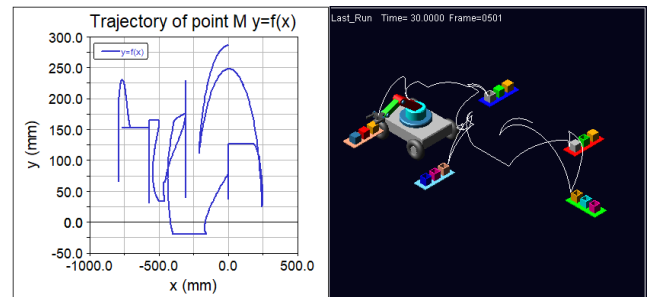 Trajectory of point M y=f(x)
300.0
y=f(x)
250.0
200.0
150.0
100.0
50.0
0.0
-50.0
y (mm)
-1000.0 -500.0 0.0 500.0
x (mm)
Last_Run Time= 30.0000 Frame=0501